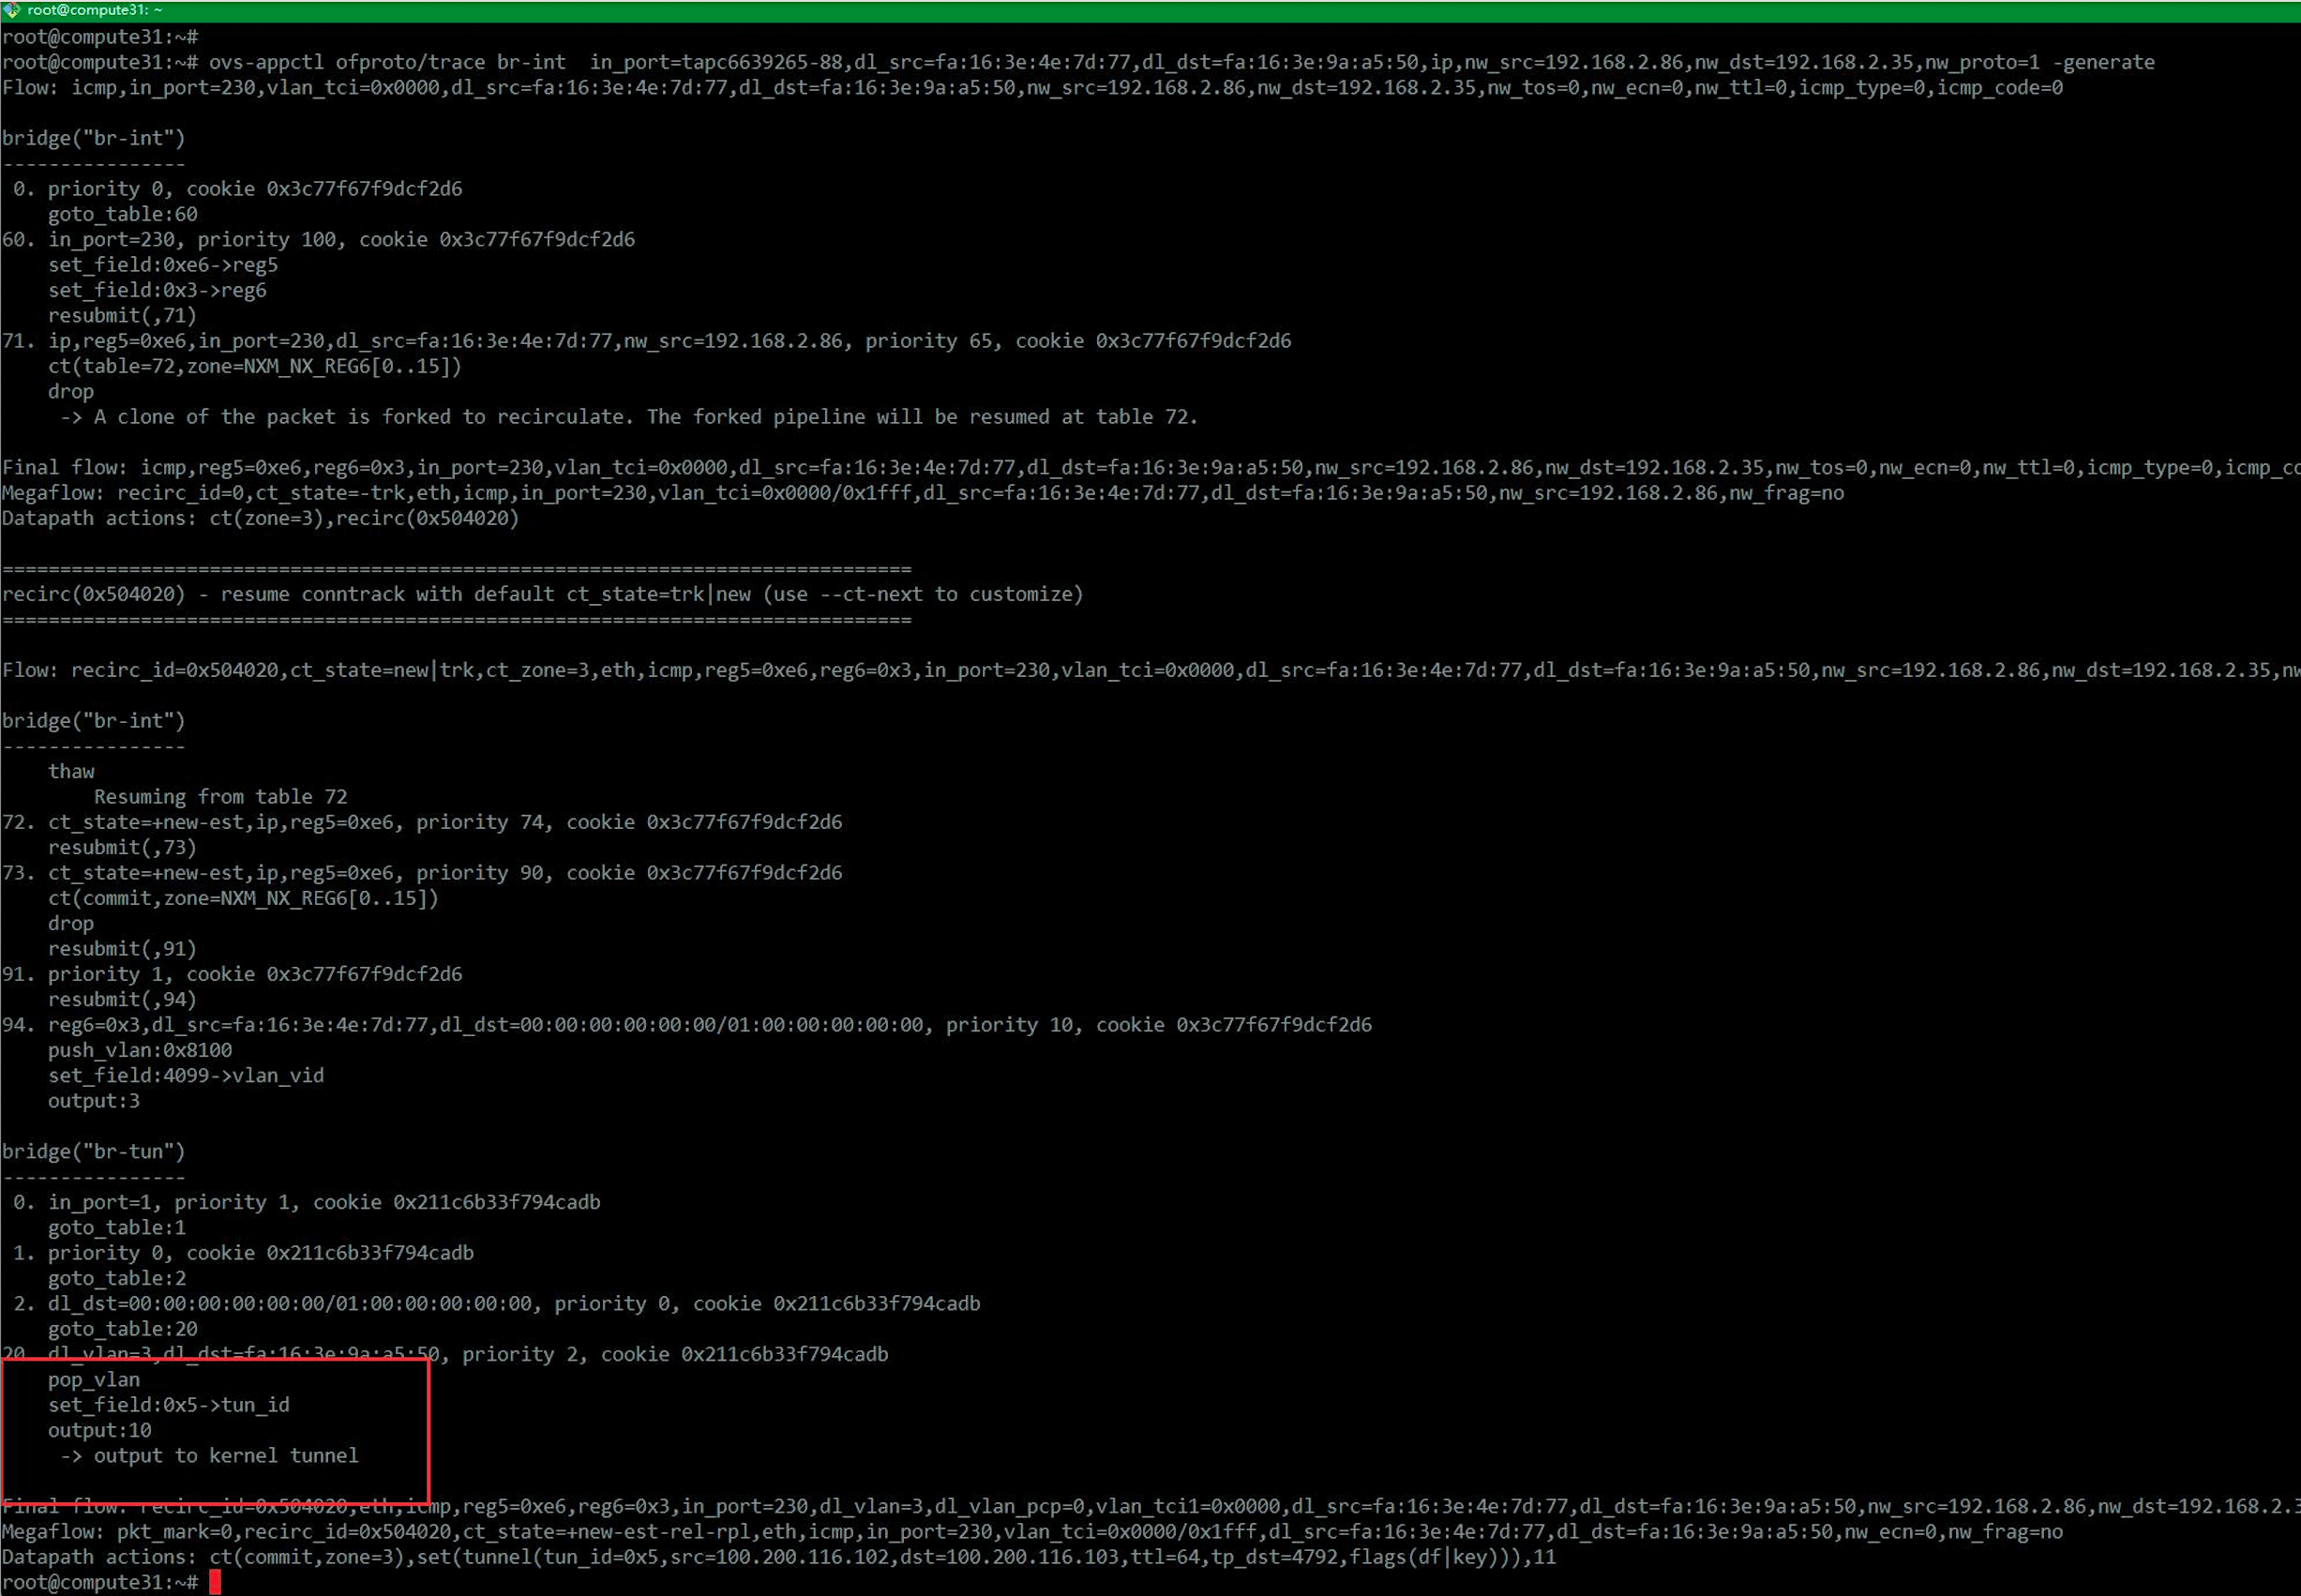 root@compute31: ~
root@compute31:~#
root@compute31:~# ovs-appctl ofproto/trace br-int  in_port=tapc6639265-88,dl_src=fa:16:3e:4e:7d:77,dl_dst=fa:16:3e:9a:a5:50,ip,nw_src=192.168.2.86,nw_dst=192.168.2.35,nw_proto=1 -generate
Flow: icmp,in_port=230,vlan_tci=0x0000,dl_src=fa:16:3e:4e:7d:77,dl_dst=fa:16:3e:9a:a5:50,nw_src=192.168.2.86,nw_dst=192.168.2.35,nw_tos=0,nw_ecn=0,nw_ttl=0,icmp_type=0,icmp_code=0
bridge("br-int")
----------------
 0. priority 0, cookie 0x3c77f67f9dcf2d6
    goto_table:60
60. in_port=230, priority 100, cookie 0x3c77f67f9dcf2d6
    set_field:0xe6->reg5
    set_field:0x3->reg6
    resubmit(,71)
71. ip,reg5=0xe6,in_port=230,dl_src=fa:16:3e:4e:7d:77,nw_src=192.168.2.86, priority 65, cookie 0x3c77f67f9dcf2d6
    ct(table=72,zone=NXM_NX_REG6[0..15])
    drop
     -> A clone of the packet is forked to recirculate. The forked pipeline will be resumed at table 72.
Final flow: icmp,reg5=0xe6,reg6=0x3,in_port=230,vlan_tci=0x0000,dl_src=fa:16:3e:4e:7d:77,dl_dst=fa:16:3e:9a:a5:50,nw_src=192.168.2.86,nw_dst=192.168.2.35,nw_tos=0,nw_ecn=0,nw_ttl=0,icmp_type=0,icmp_co
Megaflow: recirc_id=0,ct_state=-trk,eth,icmp,in_port=230,vlan_tci=0x0000/0x1fff,dl_src=fa:16:3e:4e:7d:77,dl_dst=fa:16:3e:9a:a5:50,nw_src=192.168.2.86,nw_frag=no
Datapath actions: ct(zone=3),recirc(0x504020)
===============================================================================
recirc(0x504020) - resume conntrack with default ct_state=trk|new (use --ct-next to customize)
===============================================================================
Flow: recirc_id=0x504020,ct_state=new|trk,ct_zone=3,eth,icmp,reg5=0xe6,reg6=0x3,in_port=230,vlan_tci=0x0000,dl_src=fa:16:3e:4e:7d:77,dl_dst=fa:16:3e:9a:a5:50,nw_src=192.168.2.86,nw_dst=192.168.2.35,nw
bridge("br-int")
----------------
    thaw
        Resuming from table 72
72. ct_state=+new-est,ip,reg5=0xe6, priority 74, cookie 0x3c77f67f9dcf2d6
    resubmit(,73)
73. ct_state=+new-est,ip,reg5=0xe6, priority 90, cookie 0x3c77f67f9dcf2d6
    ct(commit,zone=NXM_NX_REG6[0..15])
    drop
    resubmit(,91)
91. priority 1, cookie 0x3c77f67f9dcf2d6
    resubmit(,94)
94. reg6=0x3,dl_src=fa:16:3e:4e:7d:77,dl_dst=00:00:00:00:00:00/01:00:00:00:00:00, priority 10, cookie 0x3c77f67f9dcf2d6
    push_vlan:0x8100
    set_field:4099->vlan_vid
    output:3
bridge("br-tun")
----------------
 0. in_port=1, priority 1, cookie 0x211c6b33f794cadb
    goto_table:1
 1. priority 0, cookie 0x211c6b33f794cadb
    goto_table:2
 2. dl_dst=00:00:00:00:00:00/01:00:00:00:00:00, priority 0, cookie 0x211c6b33f794cadb
    goto_table:20
20. dl_vlan=3,dl_dst=fa:16:3e:9a:a5:50, priority 2, cookie 0x211c6b33f794cadb
    pop_vlan
    set_field:0x5->tun_id
    output:10
     -> output to kernel tunnel
Final flow: recirc_id=0x504020,eth,icmp,reg5=0xe6,reg6=0x3,in_port=230,dl_vlan=3,dl_vlan_pcp=0,vlan_tci1=0x0000,dl_src=fa:16:3e:4e:7d:77,dl_dst=fa:16:3e:9a:a5:50,nw_src=192.168.2.86,nw_dst=192.168.2.3
Megaflow: pkt_mark=0,recirc_id=0x504020,ct_state=+new-est-rel-rpl,eth,icmp,in_port=230,vlan_tci=0x0000/0x1fff,dl_src=fa:16:3e:4e:7d:77,dl_dst=fa:16:3e:9a:a5:50,nw_ecn=0,nw_frag=no
Datapath actions: ct(commit,zone=3),set(tunnel(tun_id=0x5,src=100.200.116.102,dst=100.200.116.103,ttl=64,tp_dst=4792,flags(df|key))),11
root@compute31:~#